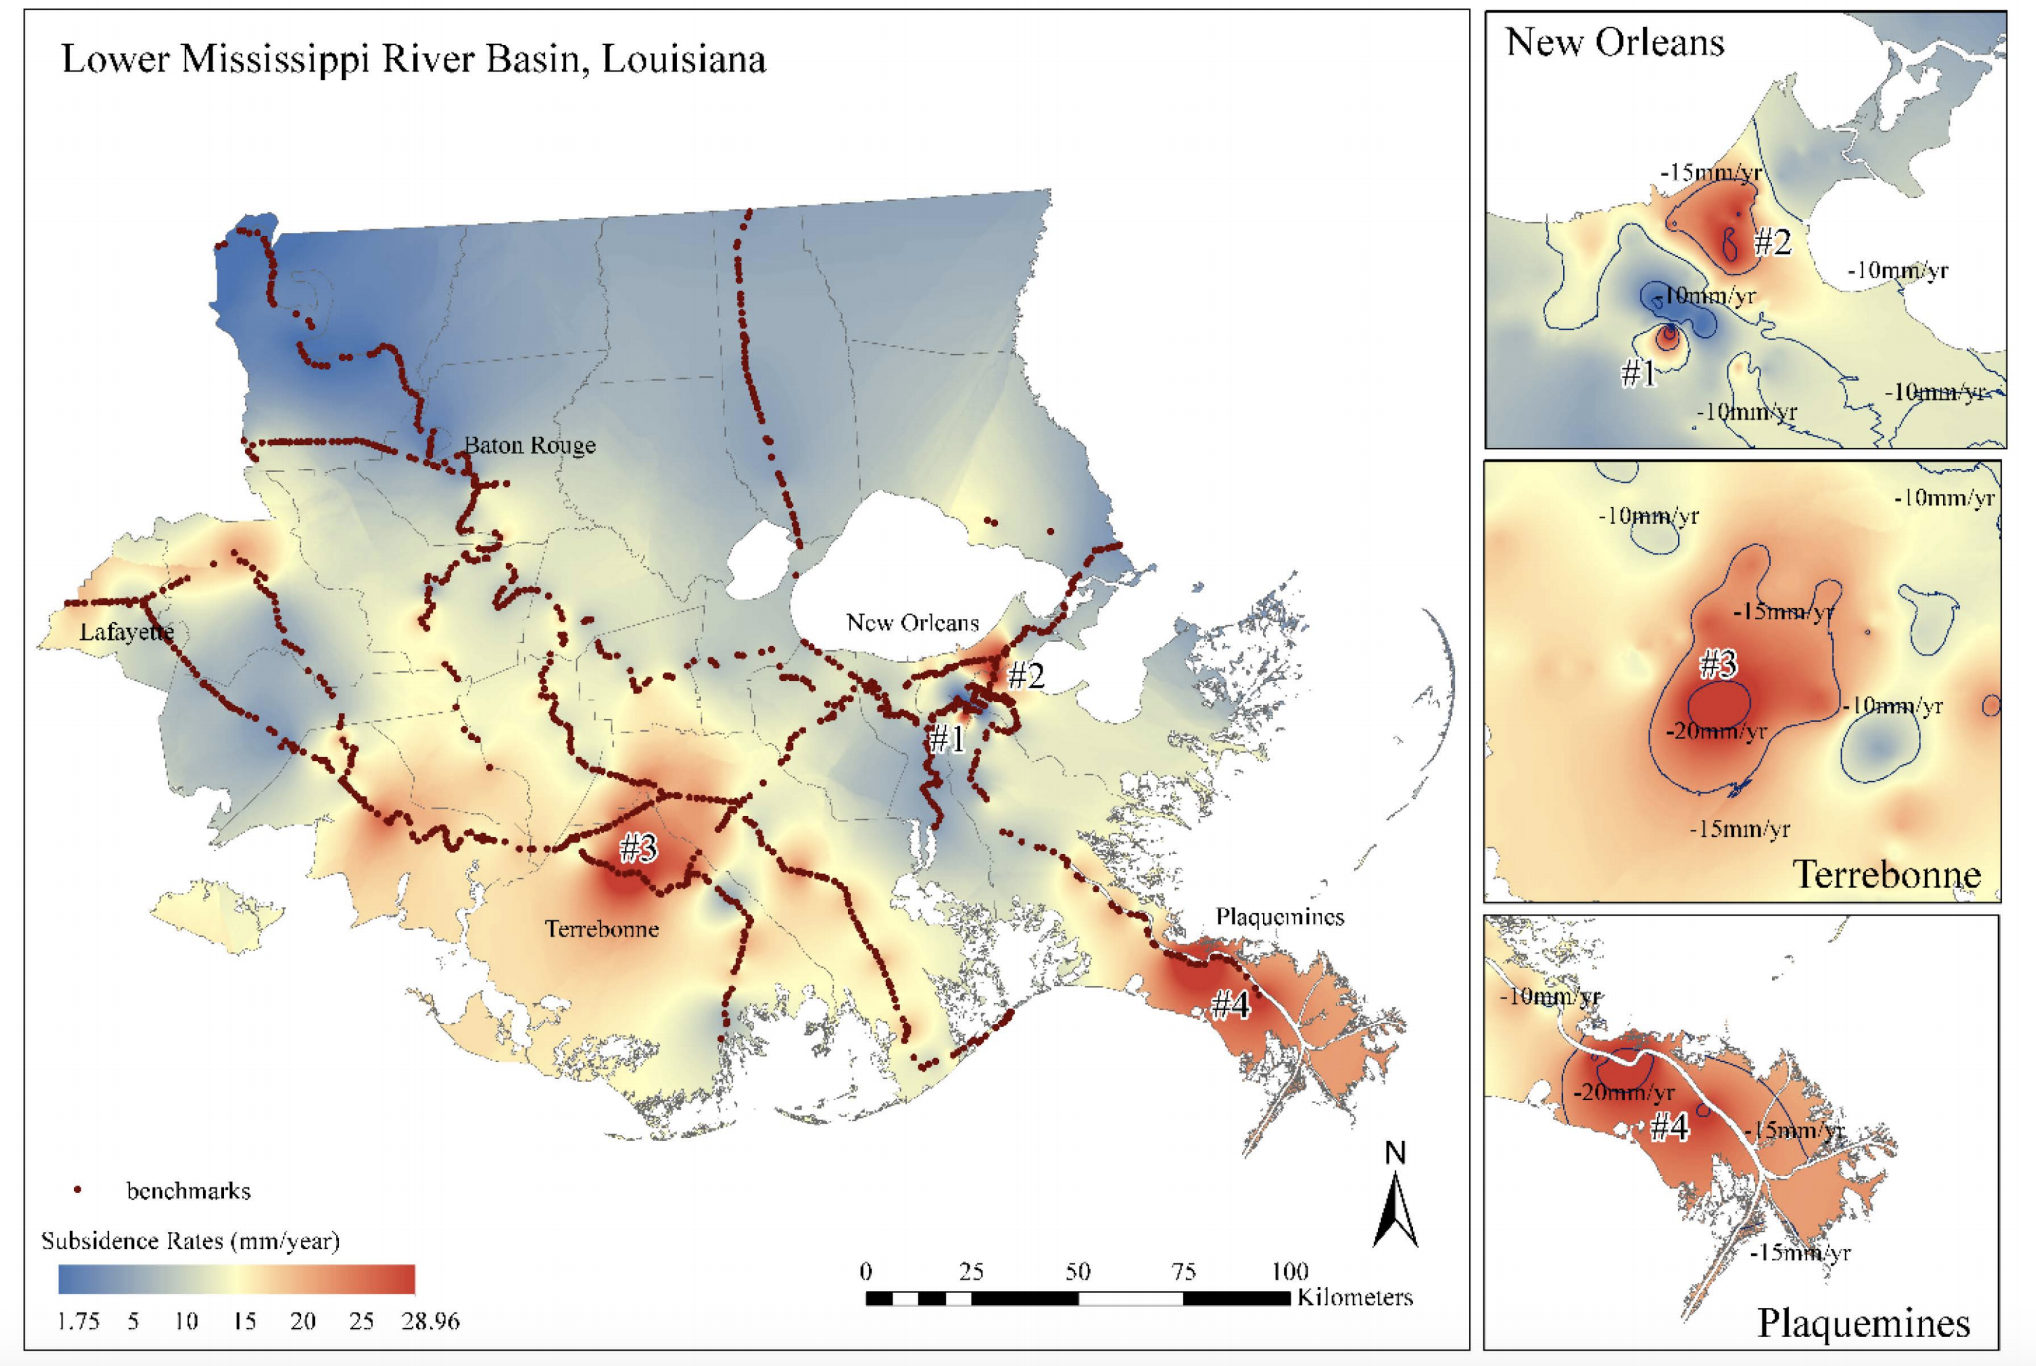 Lower Mississippi River Basin, Louisiana
Baton Rouge
Lafayette
New Orleans
#2
#1
#3
Terrebonne
Plaquemines
#4
N
benchmarks
Subsidence Rates (mm/year)
1.75 5 10 15 20 25 28.96
0 25 50 75 100
Kilometers
New Orleans
-15mm/yr
#2
-10mm/yr
-10mm/yr
#1
-10mm/yr
-10mm/yr
-10mm/yr
-10mm/yr
-15mm/yr
#3
-10mm/yr
-20mm/yr
-15mm/yr
Terrebonne
-10mm/yr
-20mm/yr
#4
-15mm/yr
-15mm/yr
Plaquemines